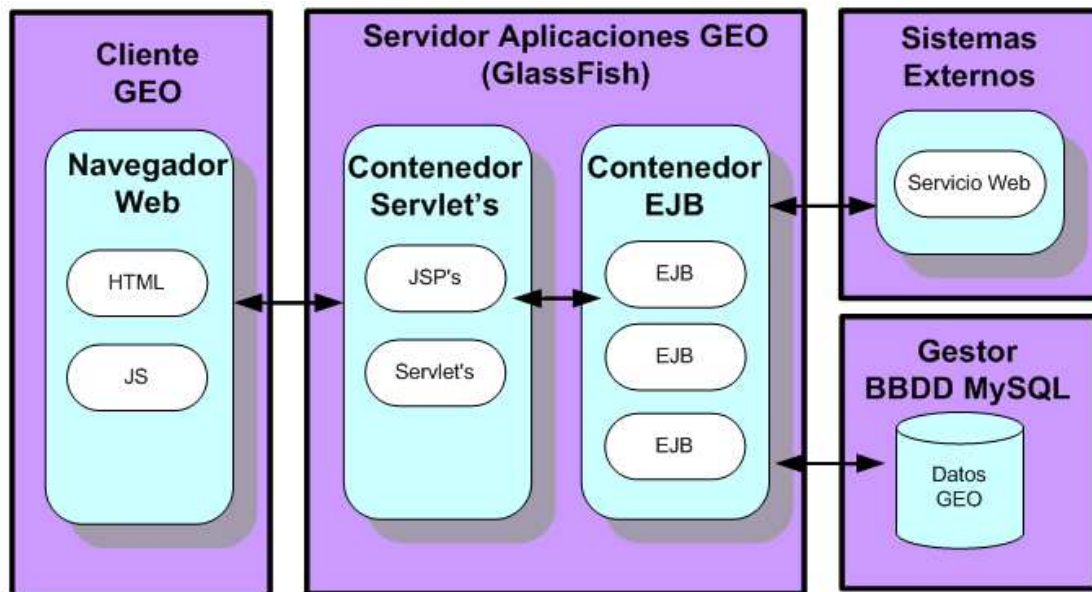 Cliente
GEO
Navegador
Web
HTML
JS
Servidor Aplicaciones GEO
(GlassFish)
Contenedor
Servlet's
JSP's
Servlet's
Contenedor
EJB
EJB
EJB
EJB
Sistemas
Externos
Servicio Web
Gestor
BBDD MySQL
Datos
GEO